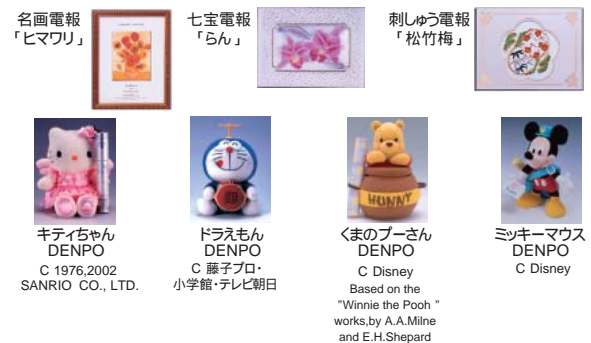 名画電報
「ヒマワリ」
七宝電報
「らん」
刺しゅう電報
「松竹梅」
HUNNY
キティちゃん
DENPO
C 1976,2002
SANRIO CO., LTD.
ドラえもん
DENPO
C 藤子プロ・
小学館・テレビ朝日
くまのプーさん
DENPO
C Disney
Based on the
"Winnie the Pooh "
works,by A.A.Milne
and E.H.Shepard
ミッキーマウス
DENPO
C Disney